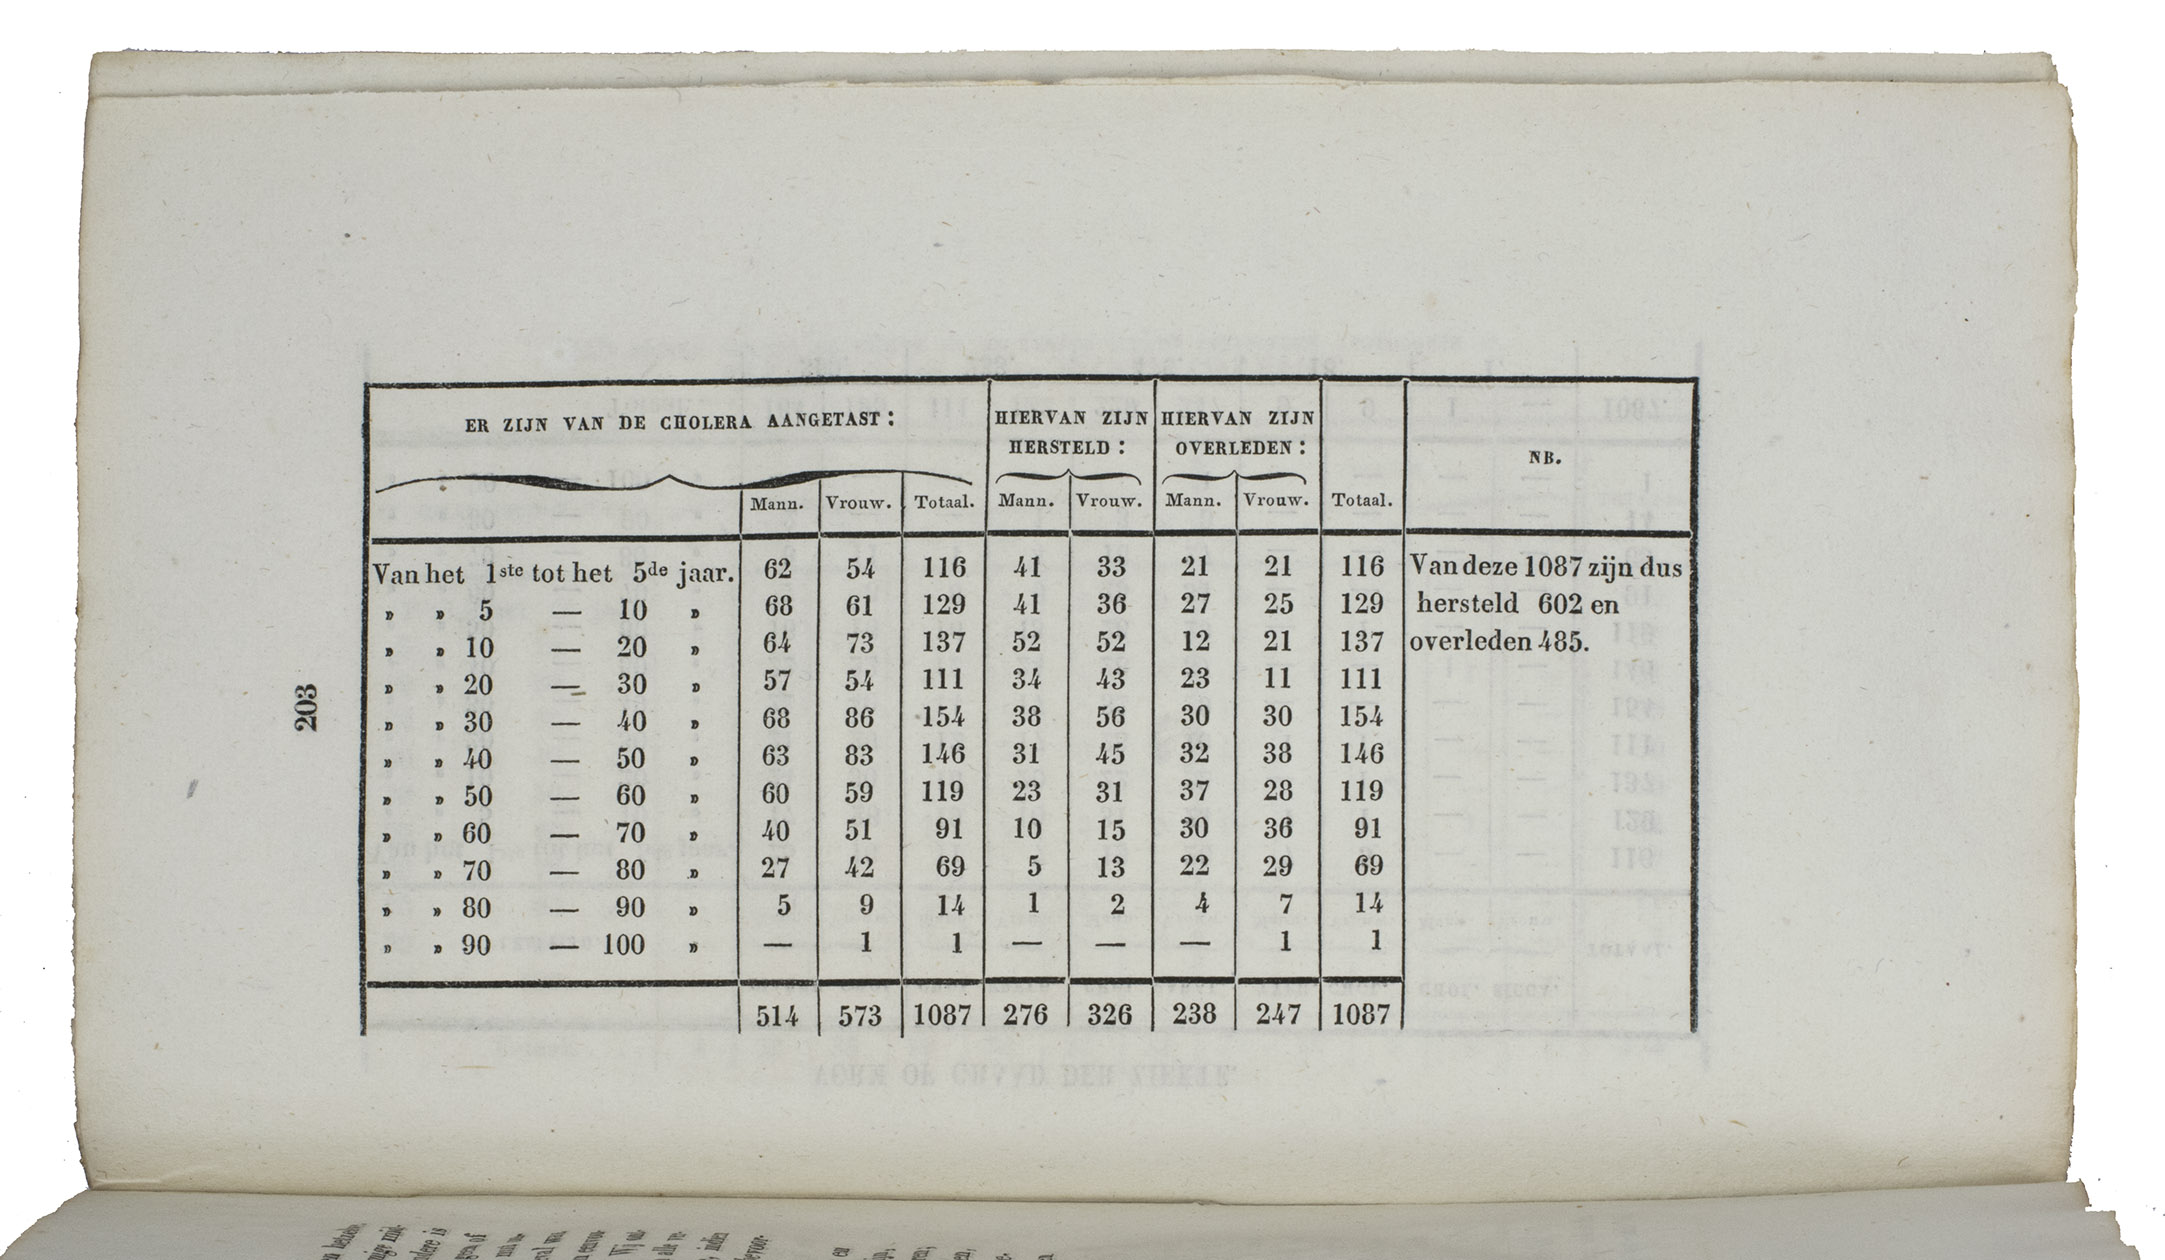 203
ER ZIJN VAN DE CHOLERA AANGETAST: HIERVAN ZIJN HERSTELD: HIERVAN ZIJN OVERLEDEN: NB.
Mann. Vrouw. Totaal. Mann. Vrouw. Mann. Vrouw. Totaal.
Van het 1ste tot het 5de jaar. 62 54 116 41 33 21 21 116 Van deze 1087 zijn dus
„ „ 5 — 10 „ 68 61 129 41 36 27 25 129 hersteld 602 en
„ „ 10 — 20 „ 64 73 137 52 52 12 21 137 overleden 485.
„ „ 20 — 30 „ 57 54 111 34 43 23 11 111
„ „ 30 — 40 „ 68 86 154 38 56 30 30 154
„ „ 40 — 50 „ 63 83 146 31 45 32 38 146
„ „ 50 — 60 „ 60 59 119 23 31 37 28 119
„ „ 60 — 70 „ 40 51 91 10 15 30 36 91
„ „ 70 — 80 „ 27 42 69 5 13 22 29 69
„ „ 80 — 90 „ 5 9 14 1 2 4 7 14
„ „ 90 — 100 „ — 1 1 — — — 1 1
514 573 1087 276 326 238 247 1087